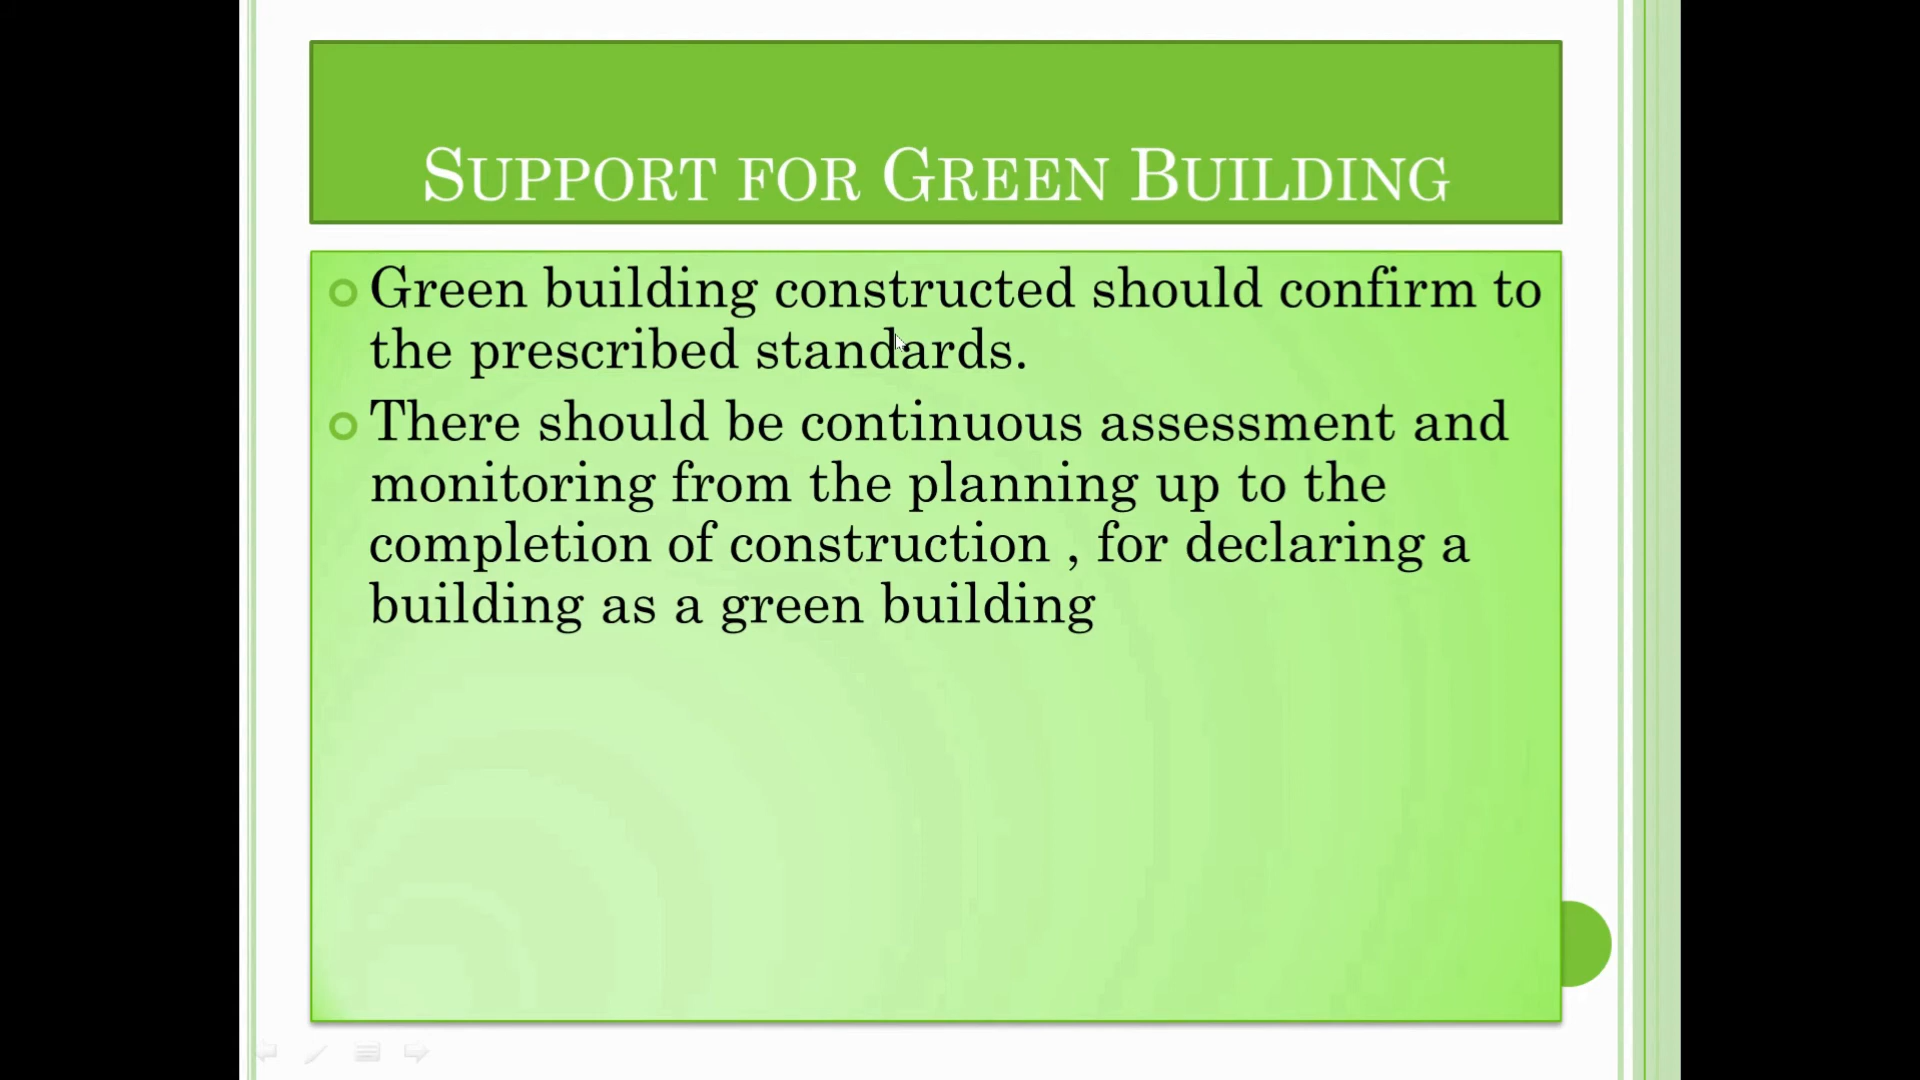 Support for Green Building
Green building constructed should confirm to
the prescribed standards.
There should be continuous assessment and
monitoring from the planning up to the
completion of construction , for declaring a
building as a green building